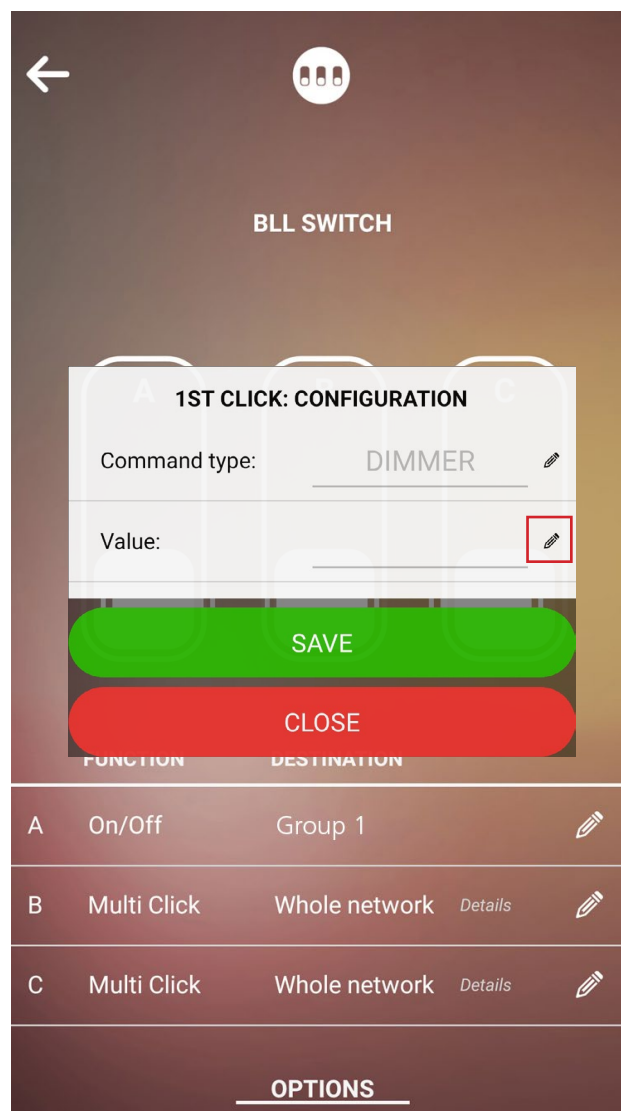 BLL SWITCH
A B C
1ST CLICK: CONFIGURATION
Command type: DIMMER
Value:
SAVE
CLOSE
FUNCTION DESTINATION
A On/Off Group 1
B Multi Click Whole network Details
C Multi Click Whole network Details
OPTIONS